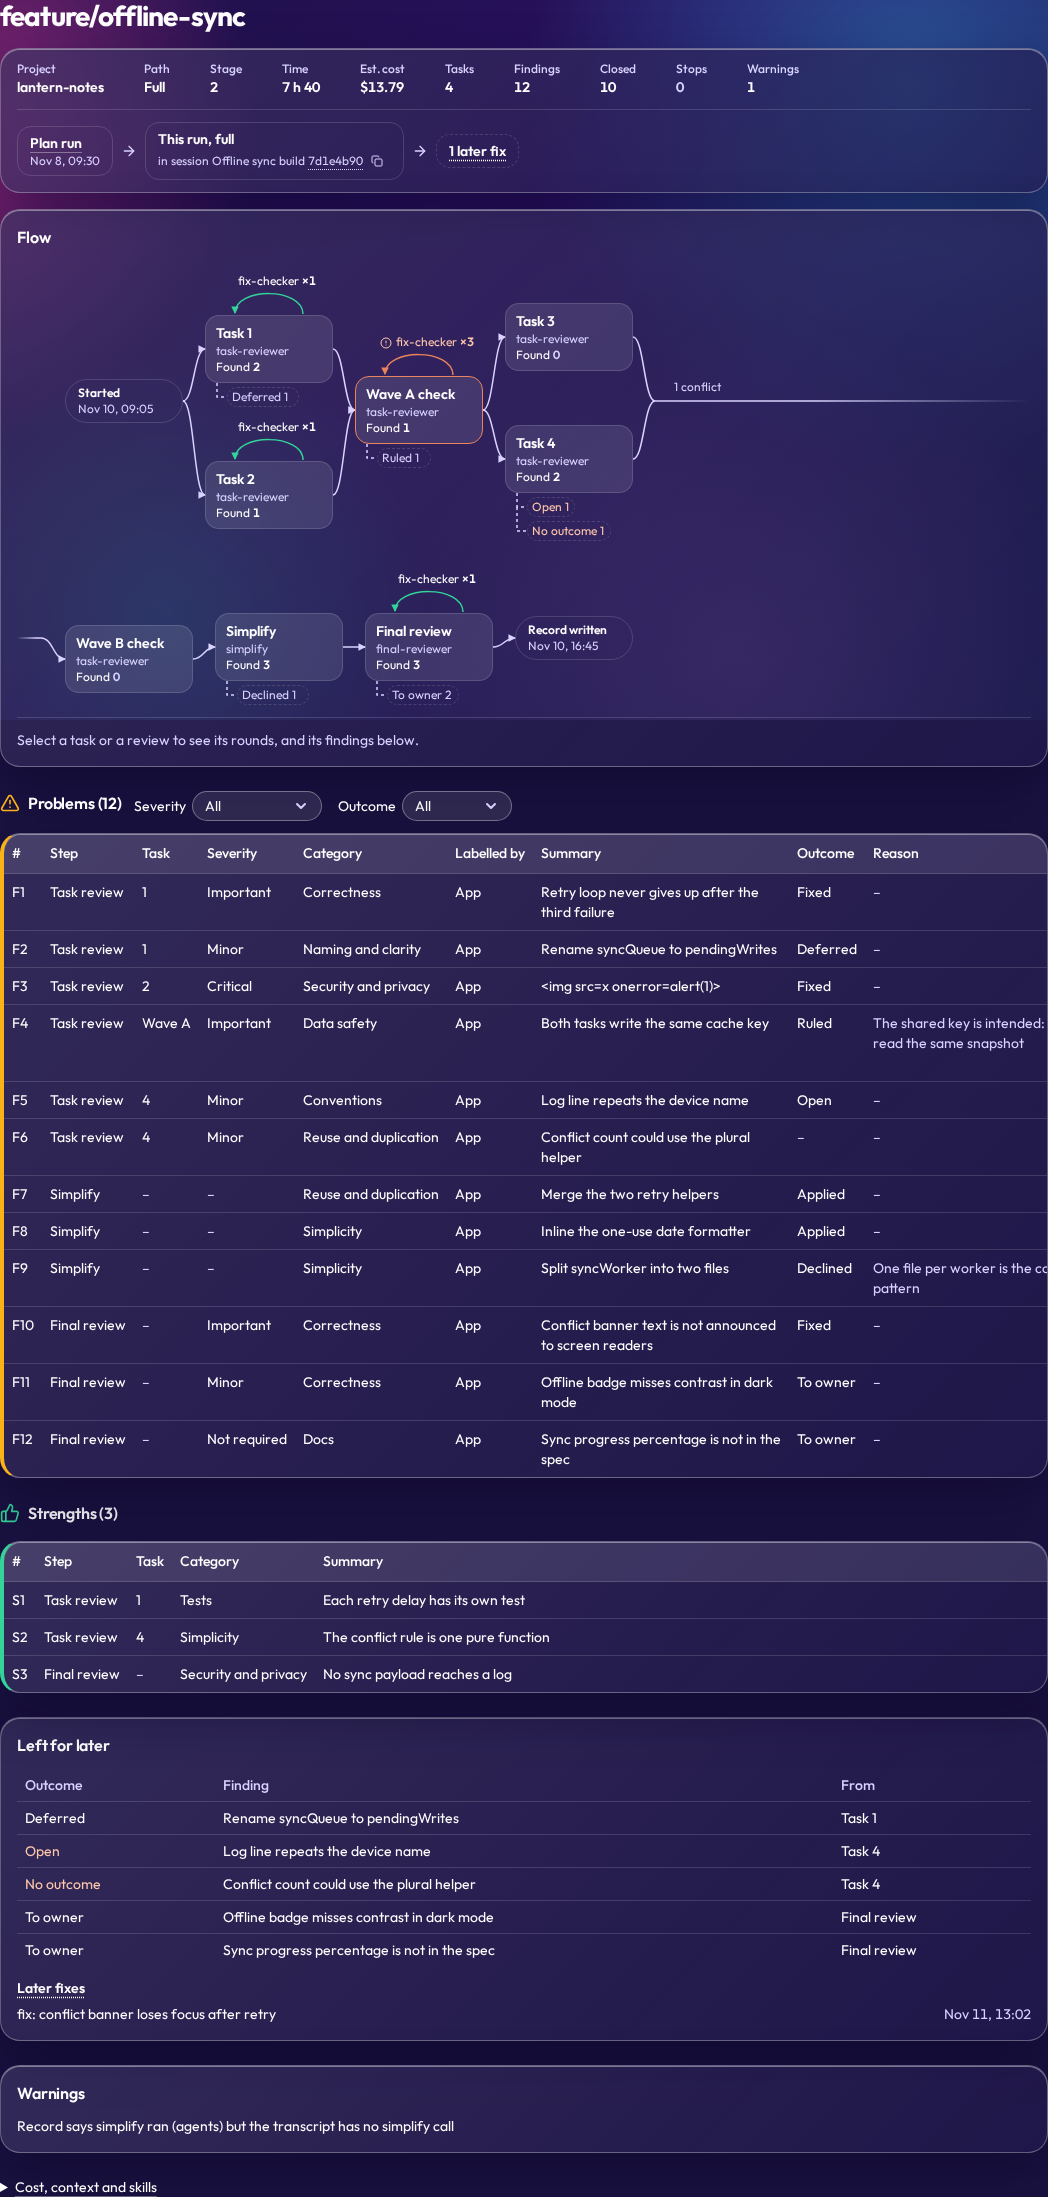 feature/offline-sync
Project Path Stage Time Est. cost Tasks Findings Closed Stops Warnings
lantern-notes Full 2 7 h 40 $13.79 4 12 10 0 1
Plan run
Nov 8, 09:30
This run, full
in session Offline sync build 7d1e4b90
1 later fix
Flow
fix-checker ×1
Task 1
task-reviewer
Found 2
Deferred 1
Started
Nov 10, 09:05
fix-checker ×1
Task 2
task-reviewer
Found 1
fix-checker ×3
Wave A check
task-reviewer
Found 1
Ruled 1
Task 3
task-reviewer
Found 0
1 conflict
Task 4
task-reviewer
Found 2
Open 1
No outcome 1
Wave B check
task-reviewer
Found 0
Simplify
simplify
Found 3
Declined 1
fix-checker ×1
Final review
final-reviewer
Found 3
To owner 2
Record written
Nov 10, 16:45
Select a task or a review to see its rounds, and its findings below.
Problems (12) Severity All Outcome All
# Step Task Severity Category Labelled by Summary Outcome Reason
F1 Task review 1 Important Correctness App Retry loop never gives up after the Fixed –
third failure
F2 Task review 1 Minor Naming and clarity App Rename syncQueue to pendingWrites Deferred –
F3 Task review 2 Critical Security and privacy App <img src=x onerror=alert(1)> Fixed –
F4 Task review Wave A Important Data safety App Both tasks write the same cache key Ruled The shared key is intended:
read the same snapshot
F5 Task review 4 Minor Conventions App Log line repeats the device name Open –
F6 Task review 4 Minor Reuse and duplication App Conflict count could use the plural – –
helper
F7 Simplify – – Reuse and duplication App Merge the two retry helpers Applied –
F8 Simplify – – Simplicity App Inline the one-use date formatter Applied –
F9 Simplify – – Simplicity App Split syncWorker into two files Declined One file per worker is the
pattern
F10 Final review – Important Correctness App Conflict banner text is not announced Fixed –
to screen readers
F11 Final review – Minor Correctness App Offline badge misses contrast in dark To owner –
mode
F12 Final review – Not required Docs App Sync progress percentage is not in the To owner –
spec
Strengths (3)
# Step Task Category Summary
S1 Task review 1 Tests Each retry delay has its own test
S2 Task review 4 Simplicity The conflict rule is one pure function
S3 Final review – Security and privacy No sync payload reaches a log
Left for later
Outcome Finding From
Deferred Rename syncQueue to pendingWrites Task 1
Open Log line repeats the device name Task 4
No outcome Conflict count could use the plural helper Task 4
To owner Offline badge misses contrast in dark mode Final review
To owner Sync progress percentage is not in the spec Final review
Later fixes
fix: conflict banner loses focus after retry Nov 11, 13:02
Warnings
Record says simplify ran (agents) but the transcript has no simplify call
Cost, context and skills